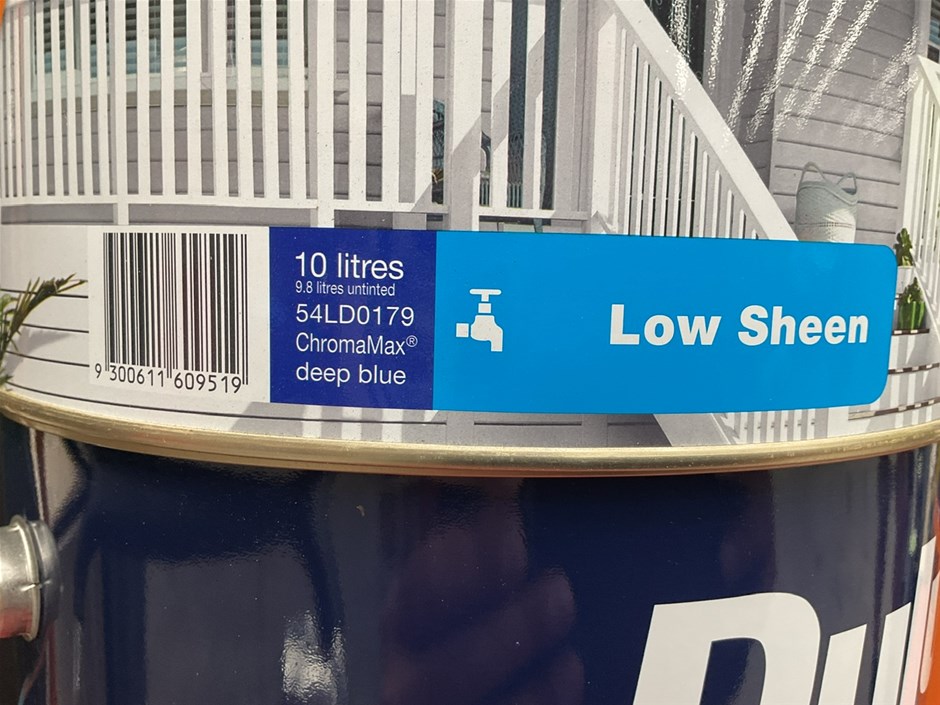 10 litres
9.8 litres untinted
54LD0179
ChromaMax®
deep blue
Low Sheen
9 300611 609519